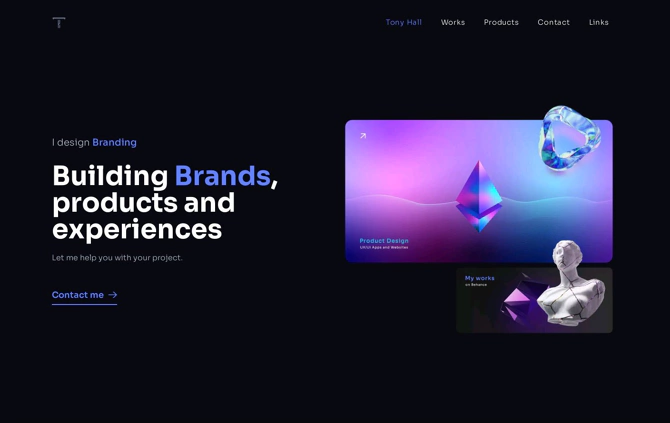 T
Tony Hall
Works
Products
Contact
Links
I design Branding
Building Brands,
products and
experiences
Let me help you with your project.
Contact me
Product Design
UI/UI Apps and Websites
My works
on Behance